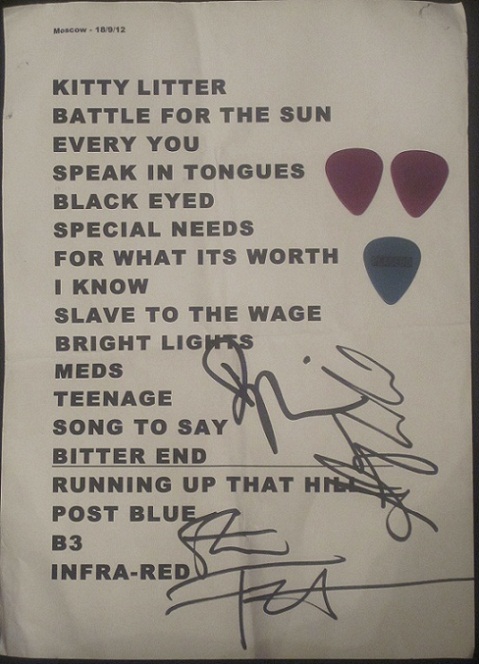 Moscow - 18/9/12
KITTY LITTER
BATTLE FOR THE SUN
EVERY YOU
SPEAK IN TONGUES
BLACK EYED
SPECIAL NEEDS
FOR WHAT ITS WORTH
I KNOW
SLAVE TO THE WAGE
BRIGHT LIGHTS
MEDS
TEENAGE
SONG TO SAY
BITTER END
RUNNING UP THAT HILL
POST BLUE
B3
INFRA-RED